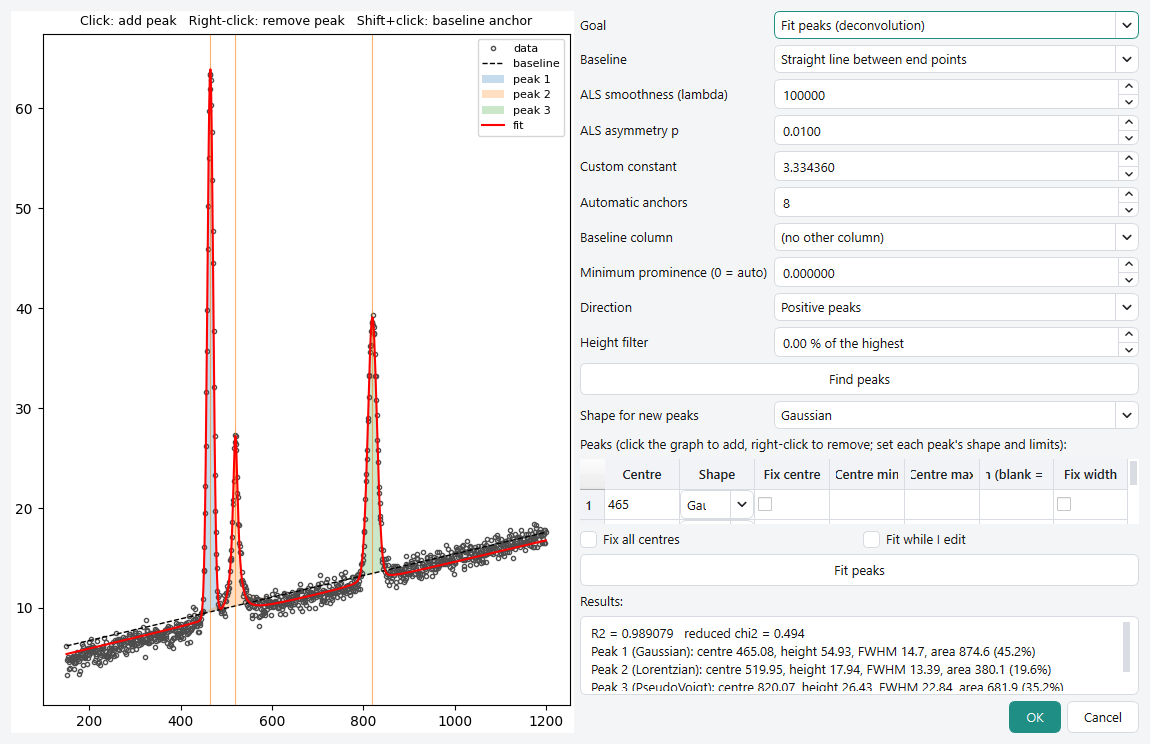 Click: add peak   Right-click: remove peak   Shift+click: baseline anchor
data
baseline
peak 1
peak 2
peak 3
fit
60
50
40
30
20
10
200 400 600 800 1000 1200
Goal Fit peaks (deconvolution)
Baseline Straight line between end points
ALS smoothness (lambda) 100000
ALS asymmetry p 0.0100
Custom constant 3.334360
Automatic anchors 8
Baseline column (no other column)
Minimum prominence (0 = auto) 0.000000
Direction Positive peaks
Height filter 0.00 % of the highest
Find peaks
Shape for new peaks Gaussian
Peaks (click the graph to add, right-click to remove; set each peak's shape and limits):
Centre Shape Fix centre Centre min Centre max (blank = Fix width
1 465 Gau
Fix all centres Fit while I edit
Fit peaks
Results:
R2 = 0.989079   reduced chi2 = 0.494
Peak 1 (Gaussian): centre 465.08, height 54.93, FWHM 14.7, area 874.6 (45.2%)
Peak 2 (Lorentzian): centre 519.95, height 17.94, FWHM 13.39, area 380.1 (19.6%)
Peak 3 (PseudoVoigt): centre 820.07, height 26.43, FWHM 22.84, area 681.9 (35.2%)
OK Cancel